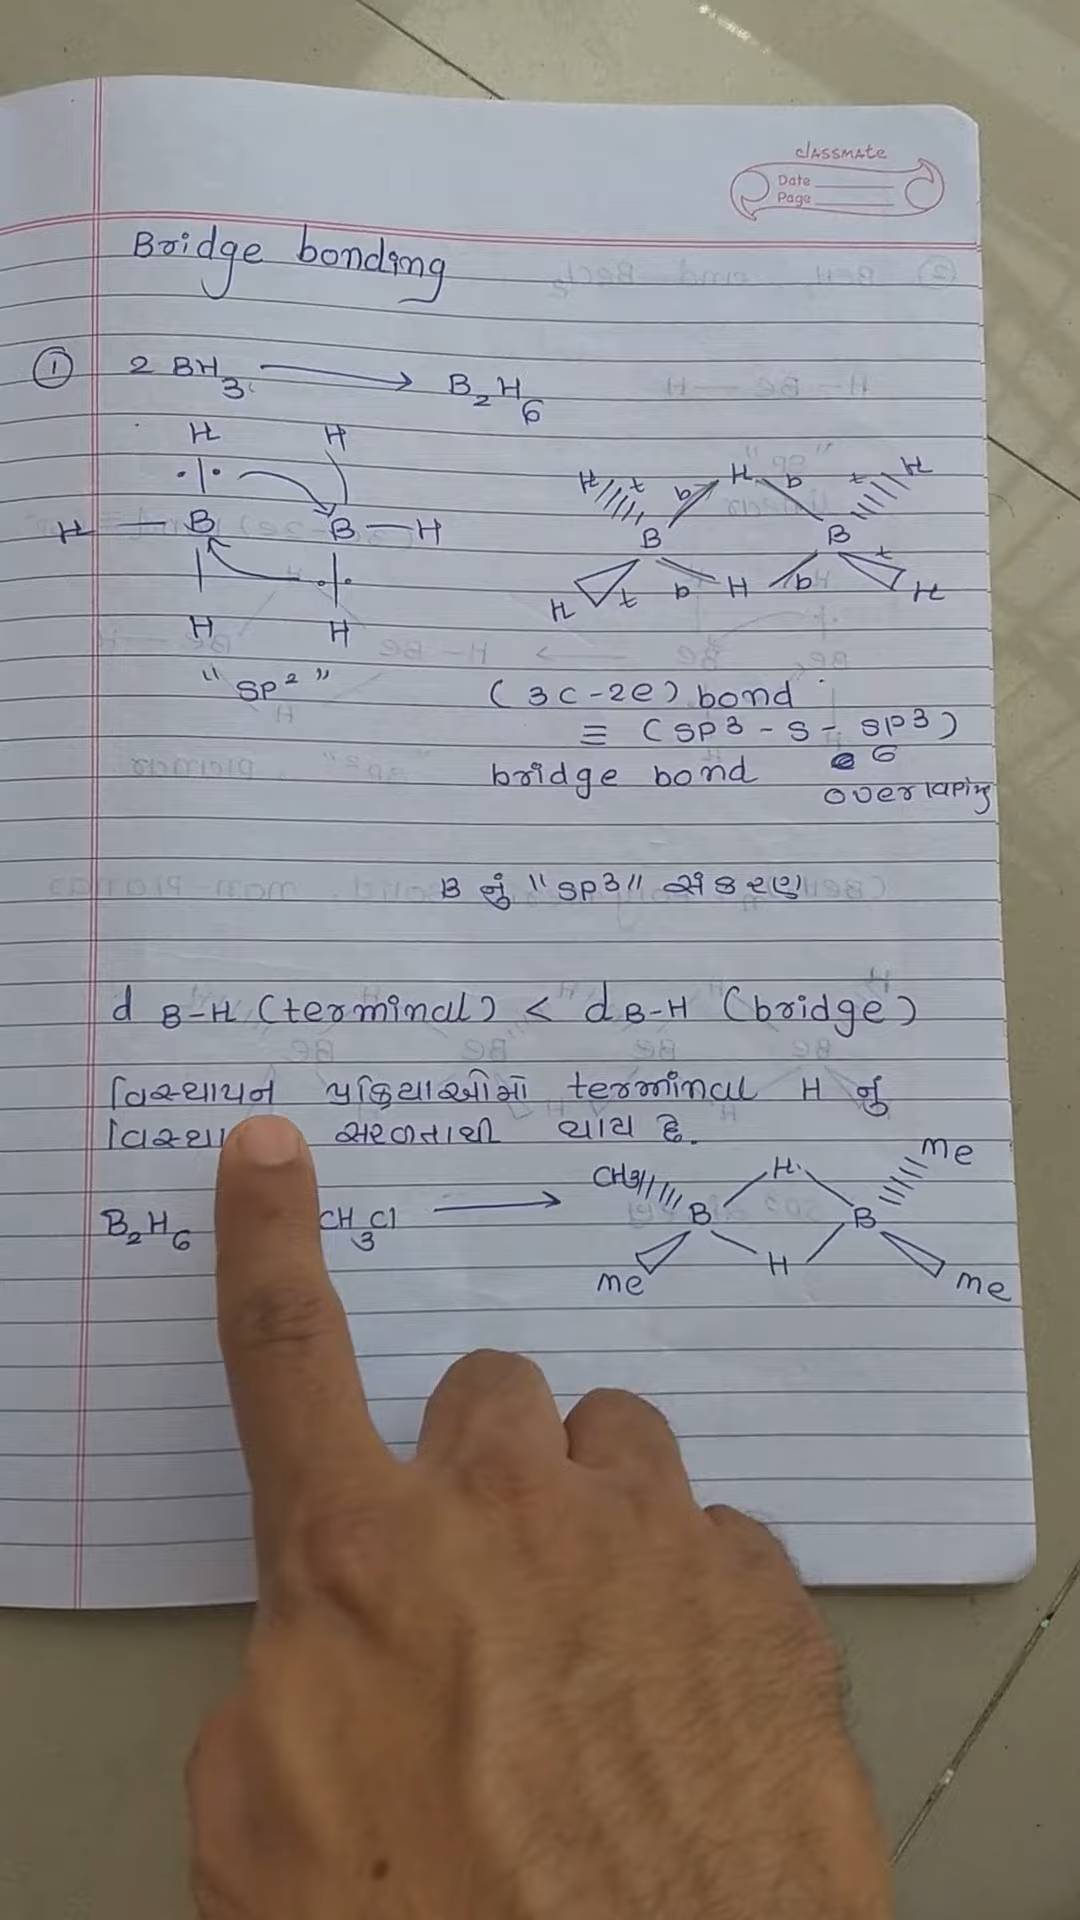 classmate
Date
Page
Bridge bonding
① 2 BH3 ⟶ B2H6
H H
H — B B — H
H H
"SP²"
H t b H b t H
B B
H t b H b t H
(3C-2e) bond
≡ (SP3 - S - SP3)
bridge bond
overlaping
B નું "SP3" સંકરણ
d B-H (terminal) < d B-H (bridge)
વિસ્થાપન પ્રક્રિયાઓમાં terminal H નું
સરળતાથી થાય છે.
B2H6 CH3Cl ⟶
CH3 H Me
B B
Me H Me